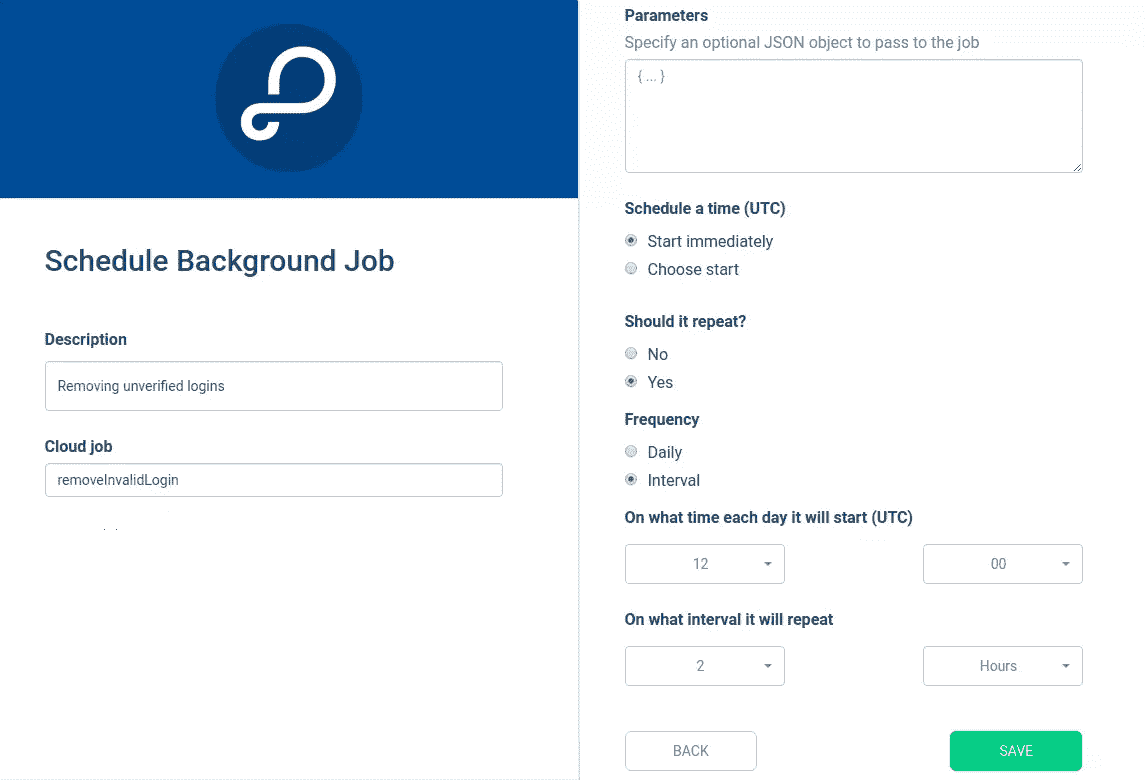 Schedule Background Job
Description
Removing unverified logins
Cloud job
removeInvalidLogin
Parameters
Specify an optional JSON object to pass to the job
{ ... }
Schedule a time (UTC)
Start immediately
Choose start
Should it repeat?
No
Yes
Frequency
Daily
Interval
On what time each day it will start (UTC)
12 00
On what interval it will repeat
2 Hours
BACK SAVE